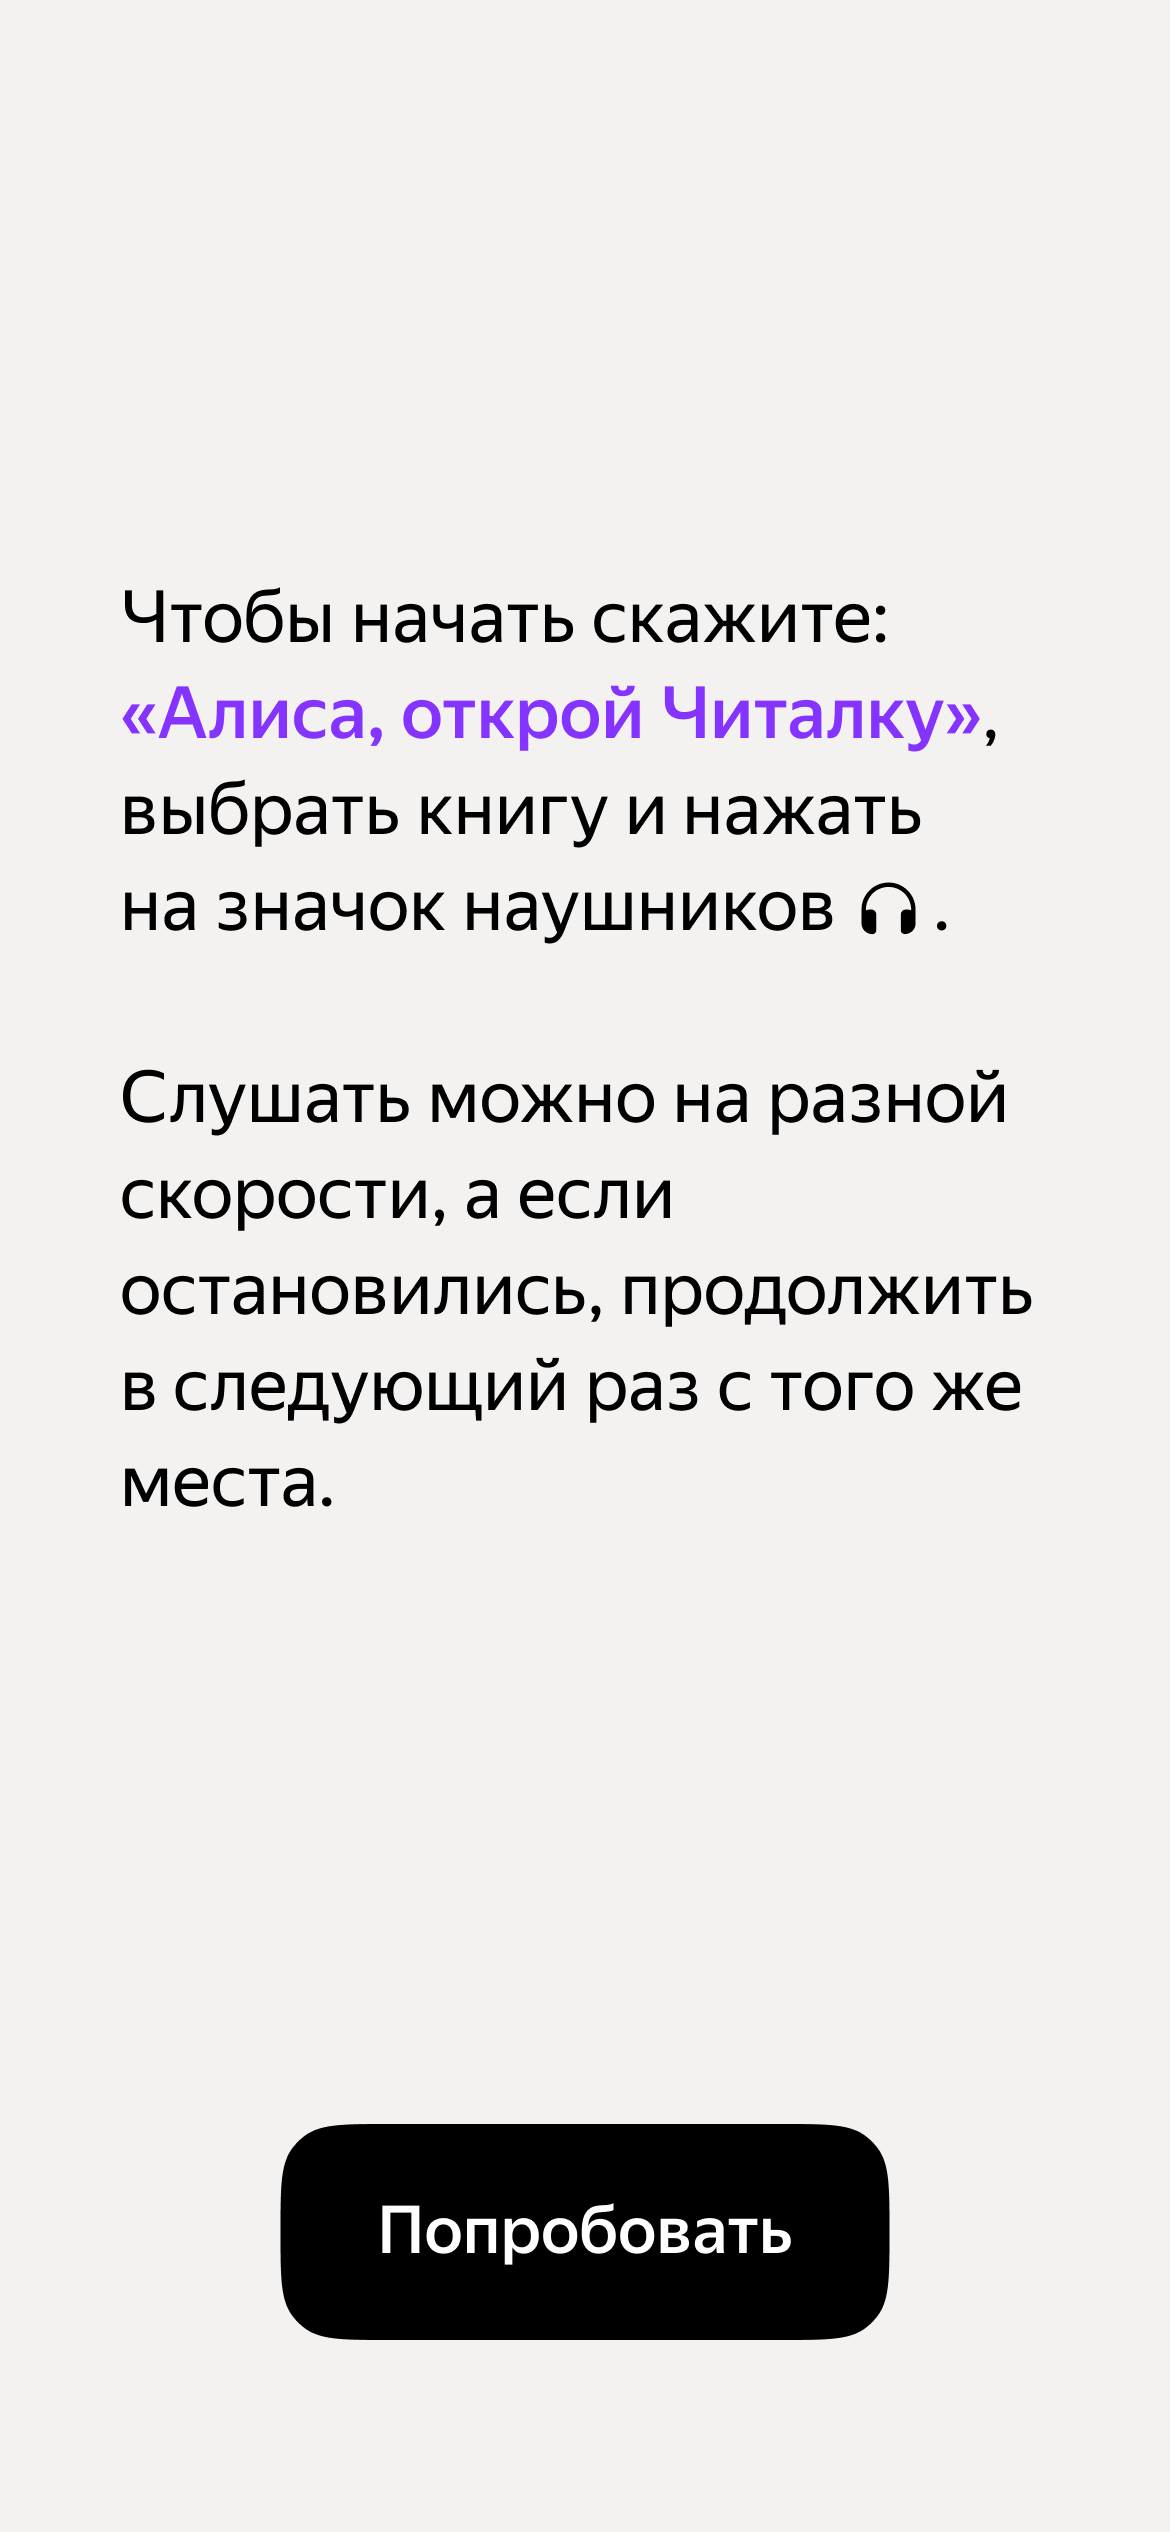 Чтобы начать скажите:
«Алиса, открой Читалку»,
выбрать книгу и нажать
на значок наушников .
Слушать можно на разной
скорости, а если
остановились, продолжить
в следующий раз с того же
места.
Попробовать